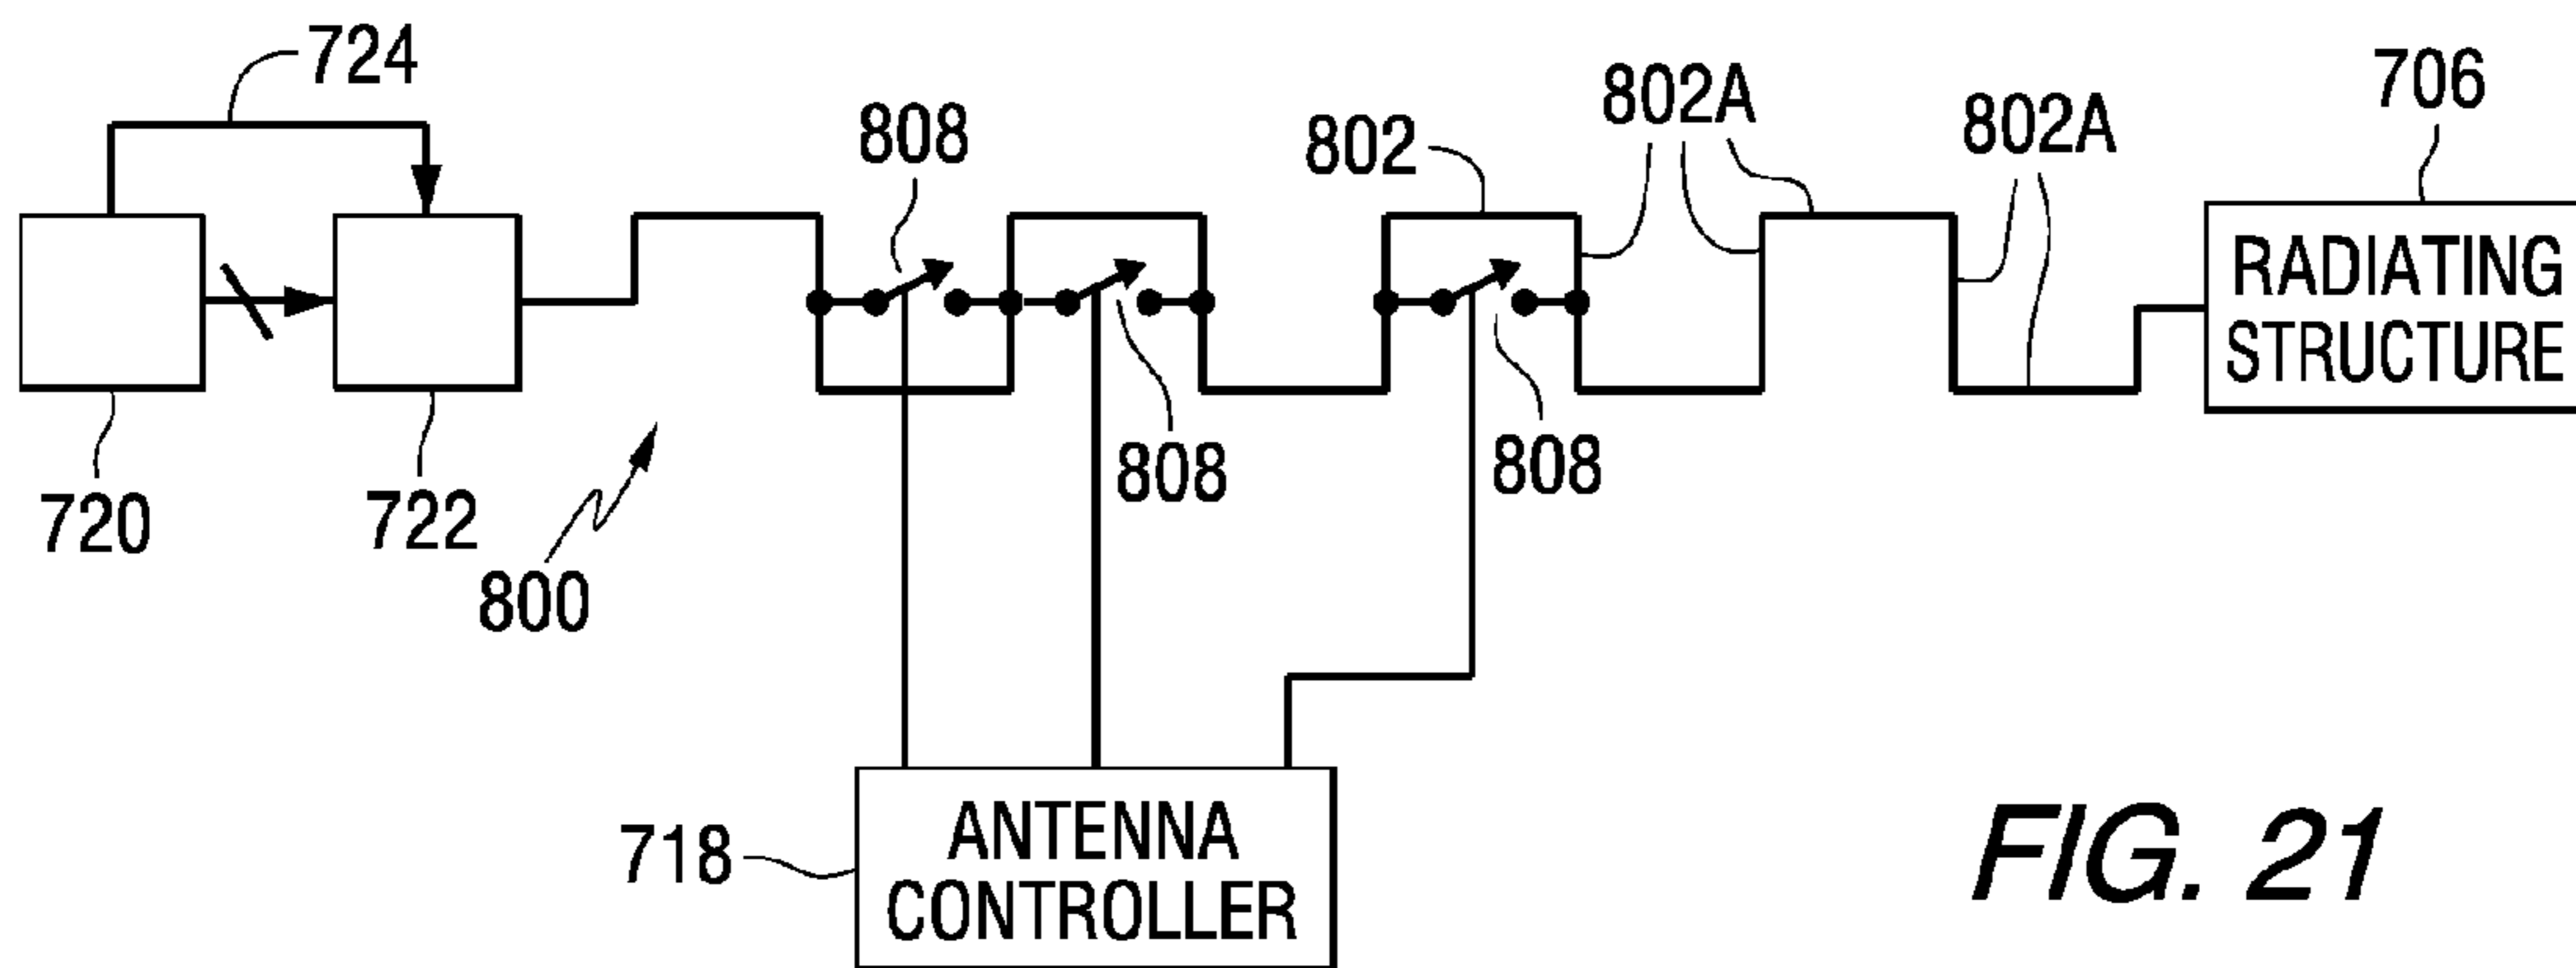 724
808
802
802A
802A
706
RADIATING
STRUCTURE
720
722
800
808
808
718
ANTENNA
CONTROLLER
FIG. 21